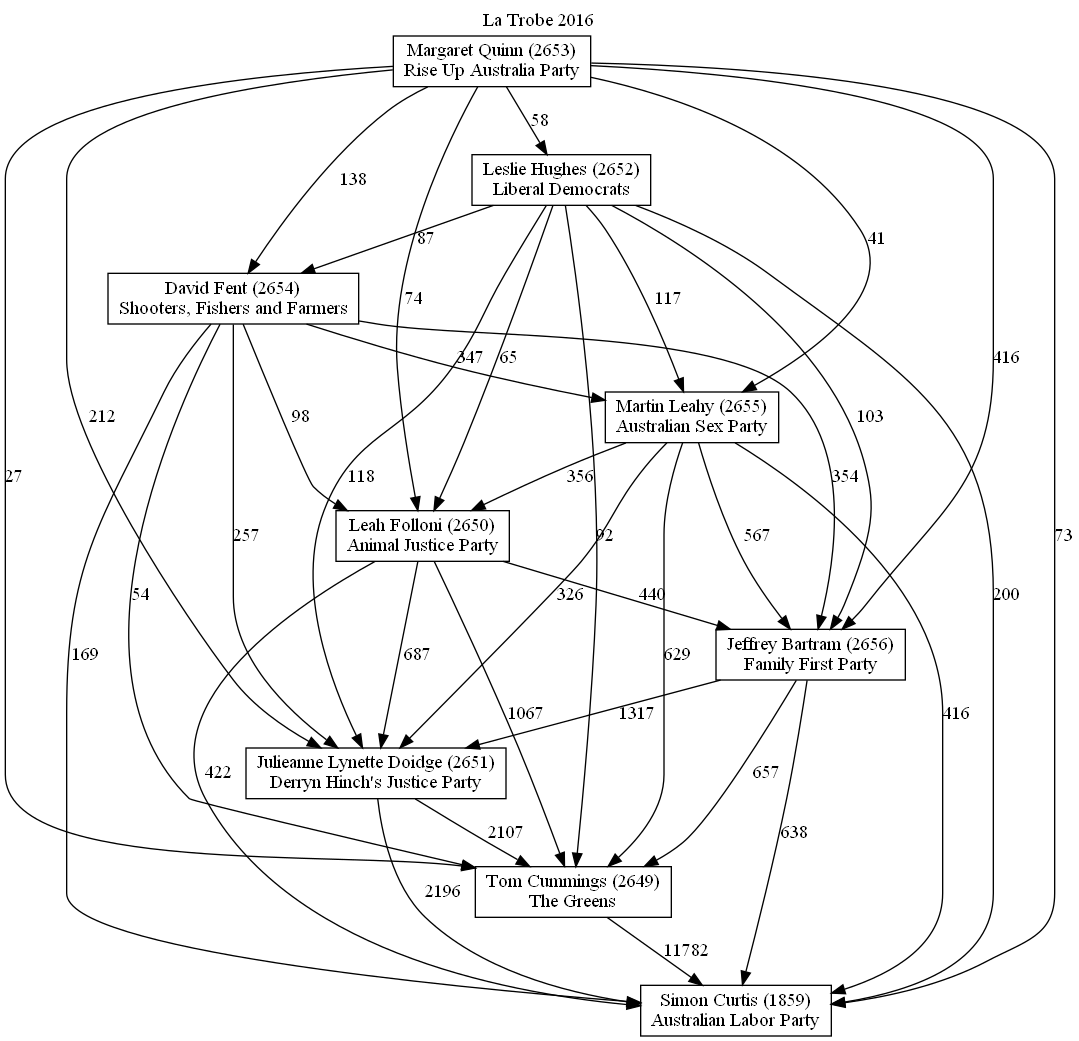 La Trobe 2016
Margaret Quinn (2653)
Rise Up Australia Party
58
Leslie Hughes (2652)
Liberal Democrats
138
87
41
David Fent (2654)
Shooters, Fishers and Farmers
74
117
347
65
416
Martin Leahy (2655)
Australian Sex Party
212
98
103
27
118
356
354
Leah Folloni (2650)
Animal Justice Party
257
92
567
73
54
326
440
200
169
687
629
Jeffrey Bartram (2656)
Family First Party
1067
1317
416
Julieanne Lynette Doidge (2651)
Derryn Hinch's Justice Party
422
657
2107
638
Tom Cummings (2649)
The Greens
2196
11782
Simon Curtis (1859)
Australian Labor Party